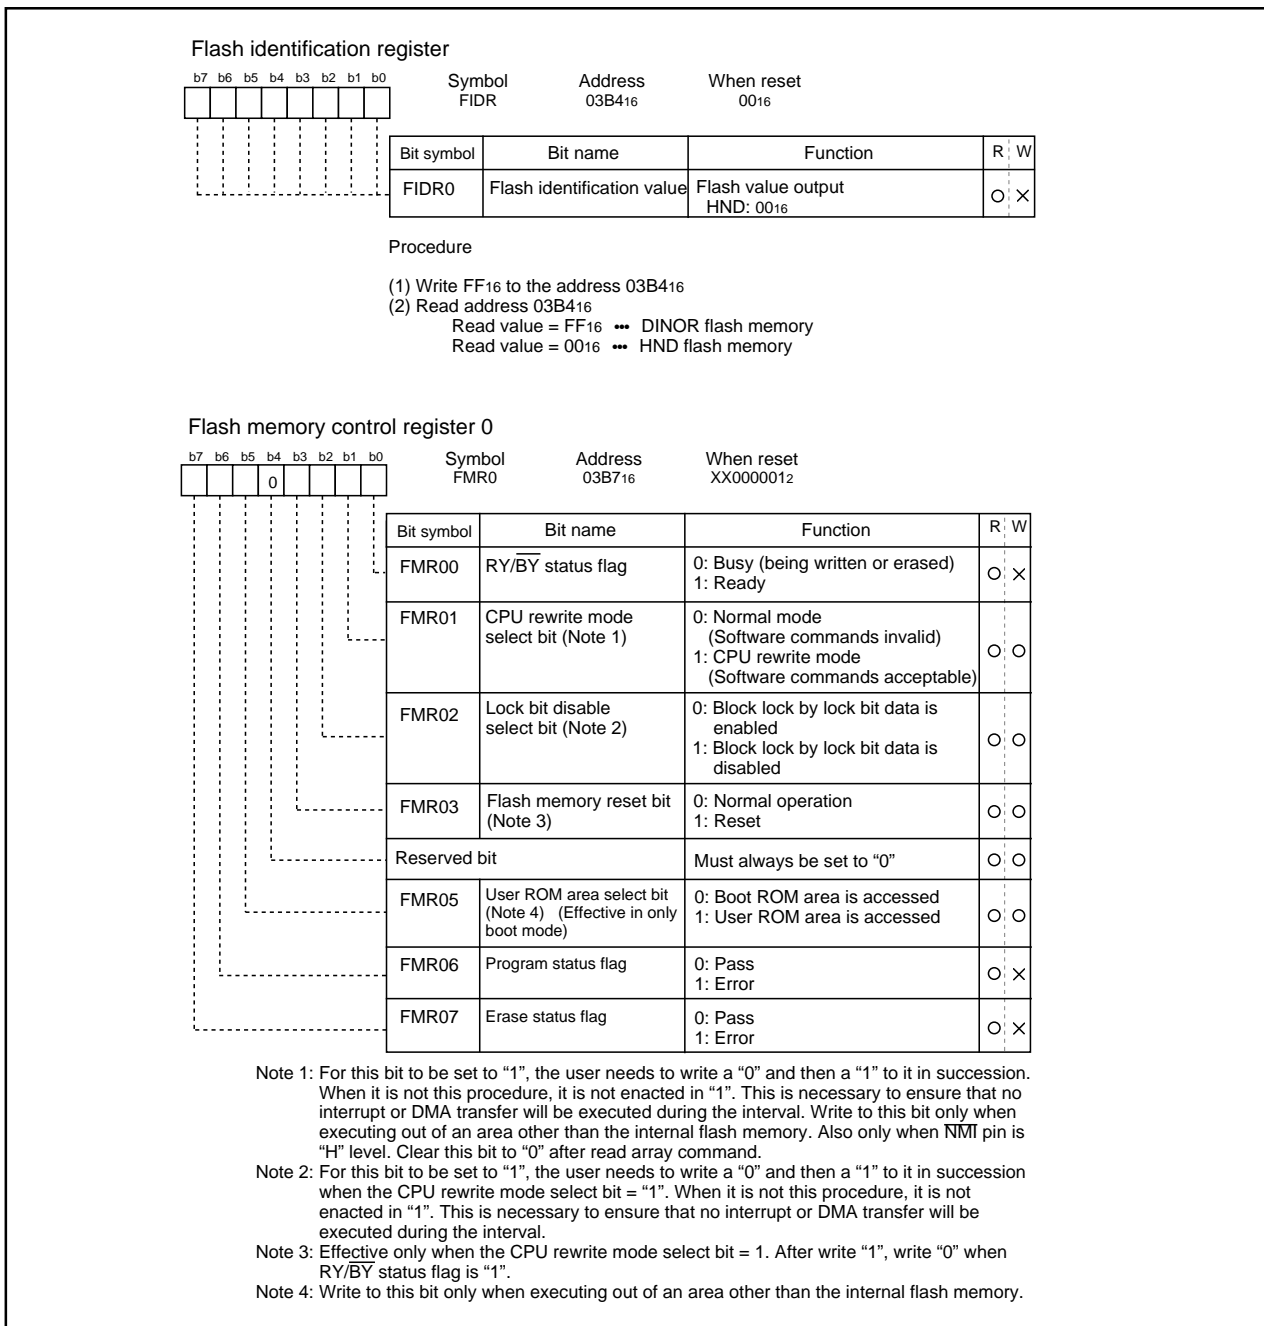 Flash identification register
b7 b6 b5 b4 b3 b2 b1 b0
Symbol Address When reset
FIDR 03B416 0016
Bit symbol Bit name Function R W
FIDR0 Flash identification value Flash value output
HND: 0016
Procedure
(1) Write FF16 to the address 03B416
(2) Read address 03B416
Read value = FF16 ••• DINOR flash memory
Read value = 0016 ••• HND flash memory
Flash memory control register 0
b7 b6 b5 b4 b3 b2 b1 b0
Symbol Address When reset
0
FMR0 03B716 XX0000012
Bit symbol Bit name Function R W
FMR00 RY/BY status flag 0: Busy (being written or erased)
1: Ready
FMR01 CPU rewrite mode 0: Normal mode
select bit (Note 1) (Software commands invalid)
1: CPU rewrite mode
(Software commands acceptable)
FMR02 Lock bit disable 0: Block lock by lock bit data is
select bit (Note 2) enabled
1: Block lock by lock bit data is
disabled
FMR03 Flash memory reset bit 0: Normal operation
(Note 3) 1: Reset
Reserved bit Must always be set to “0”
FMR05 User ROM area select bit 0: Boot ROM area is accessed
(Note 4) (Effective in only 1: User ROM area is accessed
boot mode)
FMR06 Program status flag 0: Pass
1: Error
FMR07 Erase status flag 0: Pass
1: Error
Note 1: For this bit to be set to “1”, the user needs to write a “0” and then a “1” to it in succession.
When it is not this procedure, it is not enacted in “1”. This is necessary to ensure that no
interrupt or DMA transfer will be executed during the interval. Write to this bit only when
executing out of an area other than the internal flash memory. Also only when NMI pin is
“H” level. Clear this bit to “0” after read array command.
Note 2: For this bit to be set to “1”, the user needs to write a “0” and then a “1” to it in succession
when the CPU rewrite mode select bit = “1”. When it is not this procedure, it is not
enacted in “1”. This is necessary to ensure that no interrupt or DMA transfer will be
executed during the interval.
Note 3: Effective only when the CPU rewrite mode select bit = 1. After write “1”, write “0” when
RY/BY status flag is “1”.
Note 4: Write to this bit only when executing out of an area other than the internal flash memory.